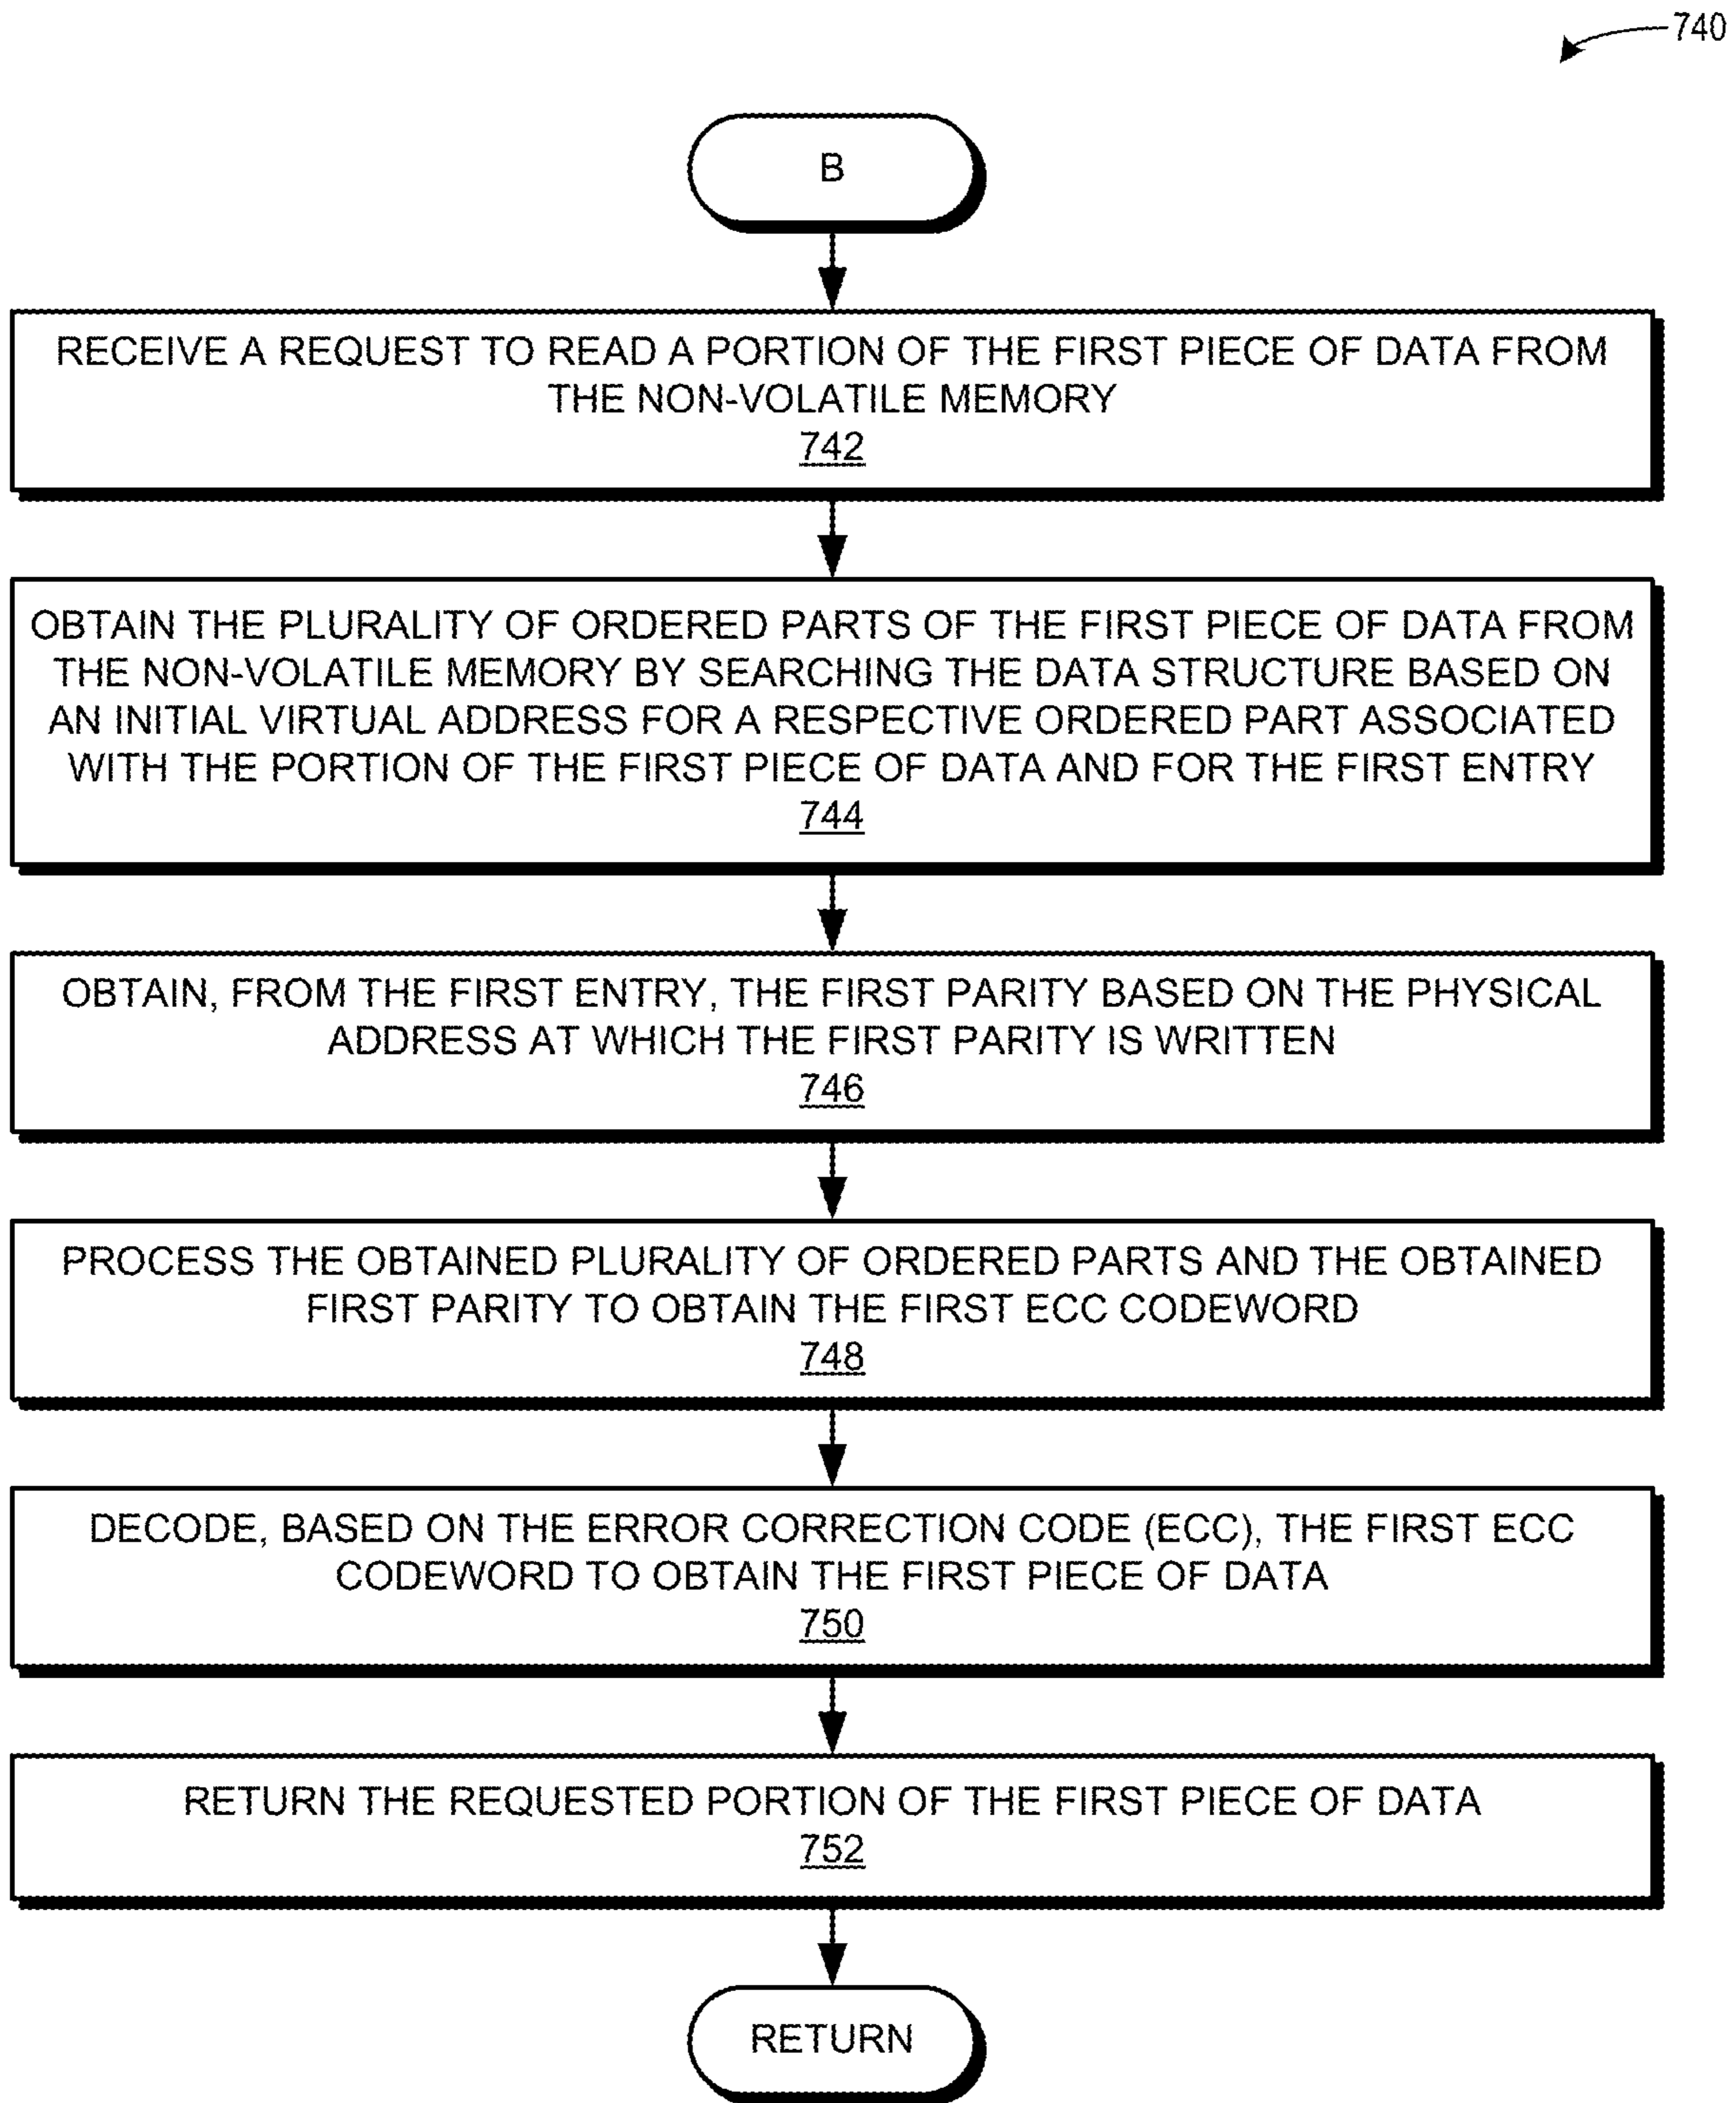 740
B
RECEIVE A REQUEST TO READ A PORTION OF THE FIRST PIECE OF DATA FROM
THE NON-VOLATILE MEMORY
742
OBTAIN THE PLURALITY OF ORDERED PARTS OF THE FIRST PIECE OF DATA FROM
THE NON-VOLATILE MEMORY BY SEARCHING THE DATA STRUCTURE BASED ON
AN INITIAL VIRTUAL ADDRESS FOR A RESPECTIVE ORDERED PART ASSOCIATED
WITH THE PORTION OF THE FIRST PIECE OF DATA AND FOR THE FIRST ENTRY
744
OBTAIN, FROM THE FIRST ENTRY, THE FIRST PARITY BASED ON THE PHYSICAL
ADDRESS AT WHICH THE FIRST PARITY IS WRITTEN
746
PROCESS THE OBTAINED PLURALITY OF ORDERED PARTS AND THE OBTAINED
FIRST PARITY TO OBTAIN THE FIRST ECC CODEWORD
748
DECODE, BASED ON THE ERROR CORRECTION CODE (ECC), THE FIRST ECC
CODEWORD TO OBTAIN THE FIRST PIECE OF DATA
750
RETURN THE REQUESTED PORTION OF THE FIRST PIECE OF DATA
752
RETURN